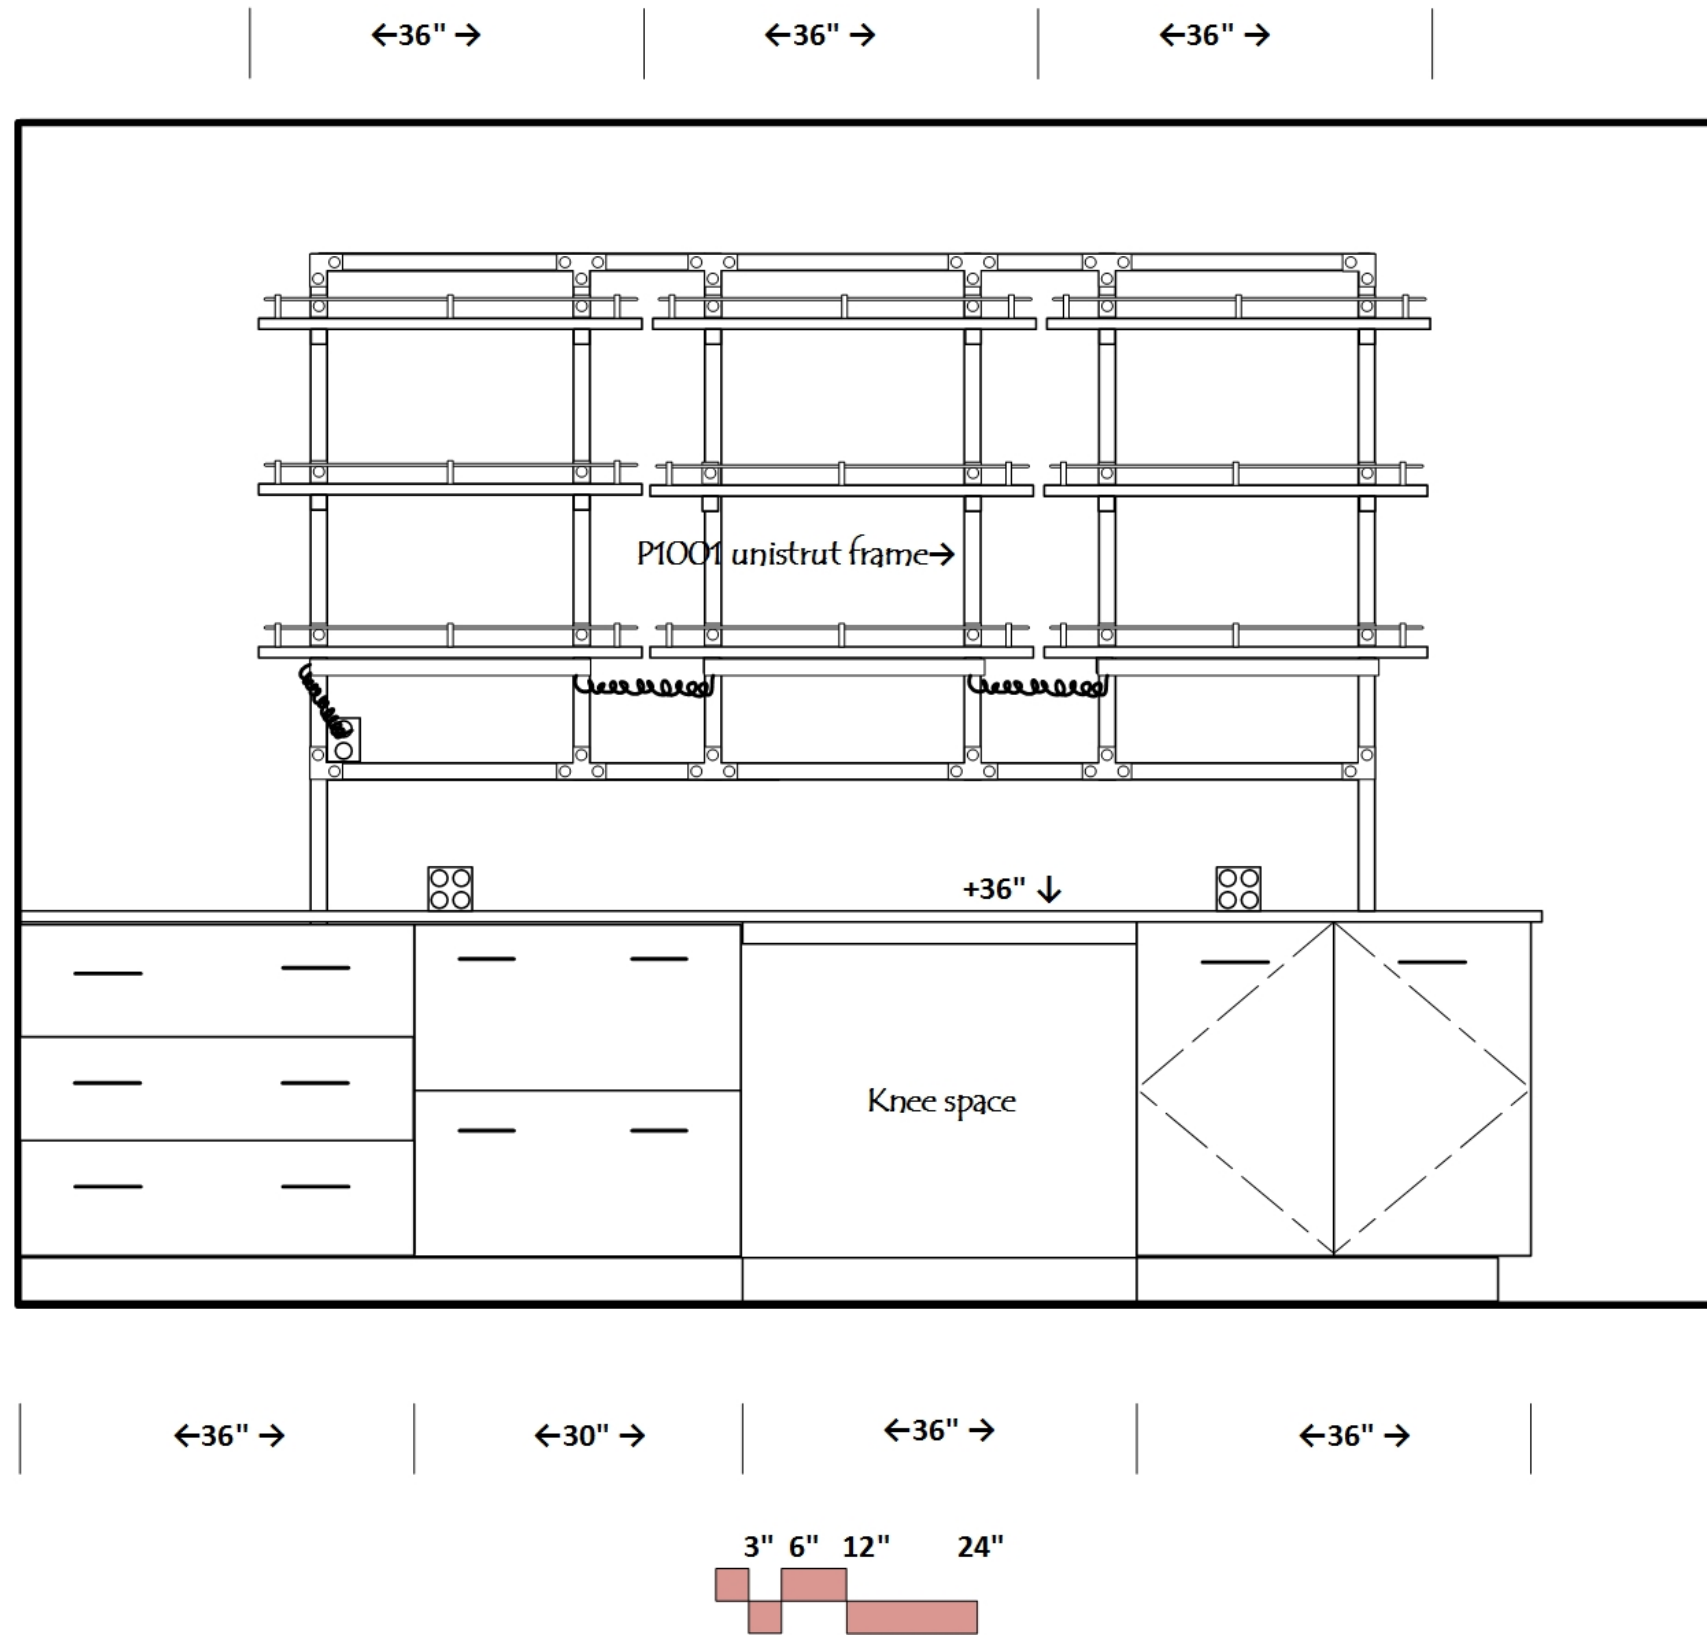 ←36" → ←36" → ←36" →
P1001 unistrut frame→
+36" ↓
Knee space
←36" → ←30" → ←36" → ←36" →
3" 6" 12" 24"